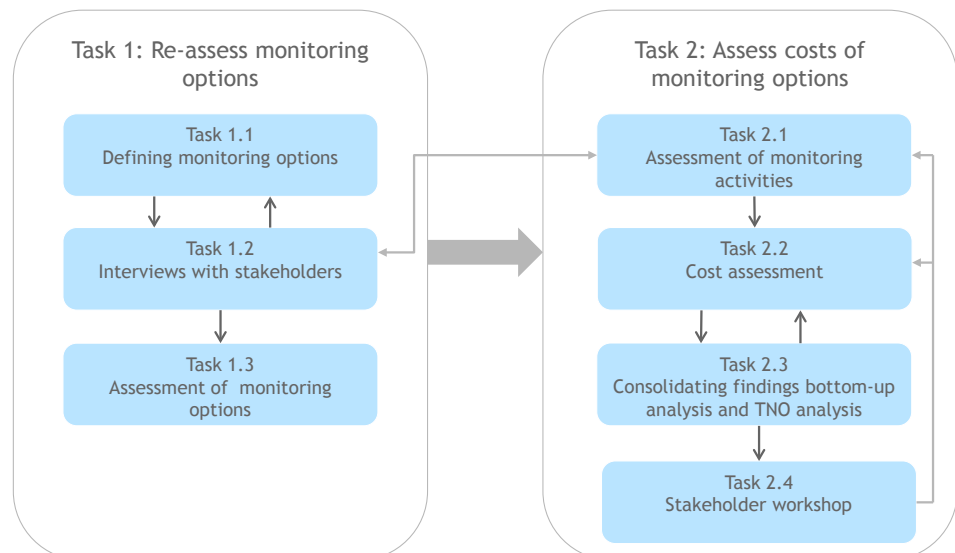 Task 1: Re-assess monitoring
options
Task 1.1
Defining monitoring options
Task 1.2
Interviews with stakeholders
Task 1.3
Assessment of monitoring
options
Task 2: Assess costs of
monitoring options
Task 2.1
Assessment of monitoring
activities
Task 2.2
Cost assessment
Task 2.3
Consolidating findings bottom-up
analysis and TNO analysis
Task 2.4
Stakeholder workshop